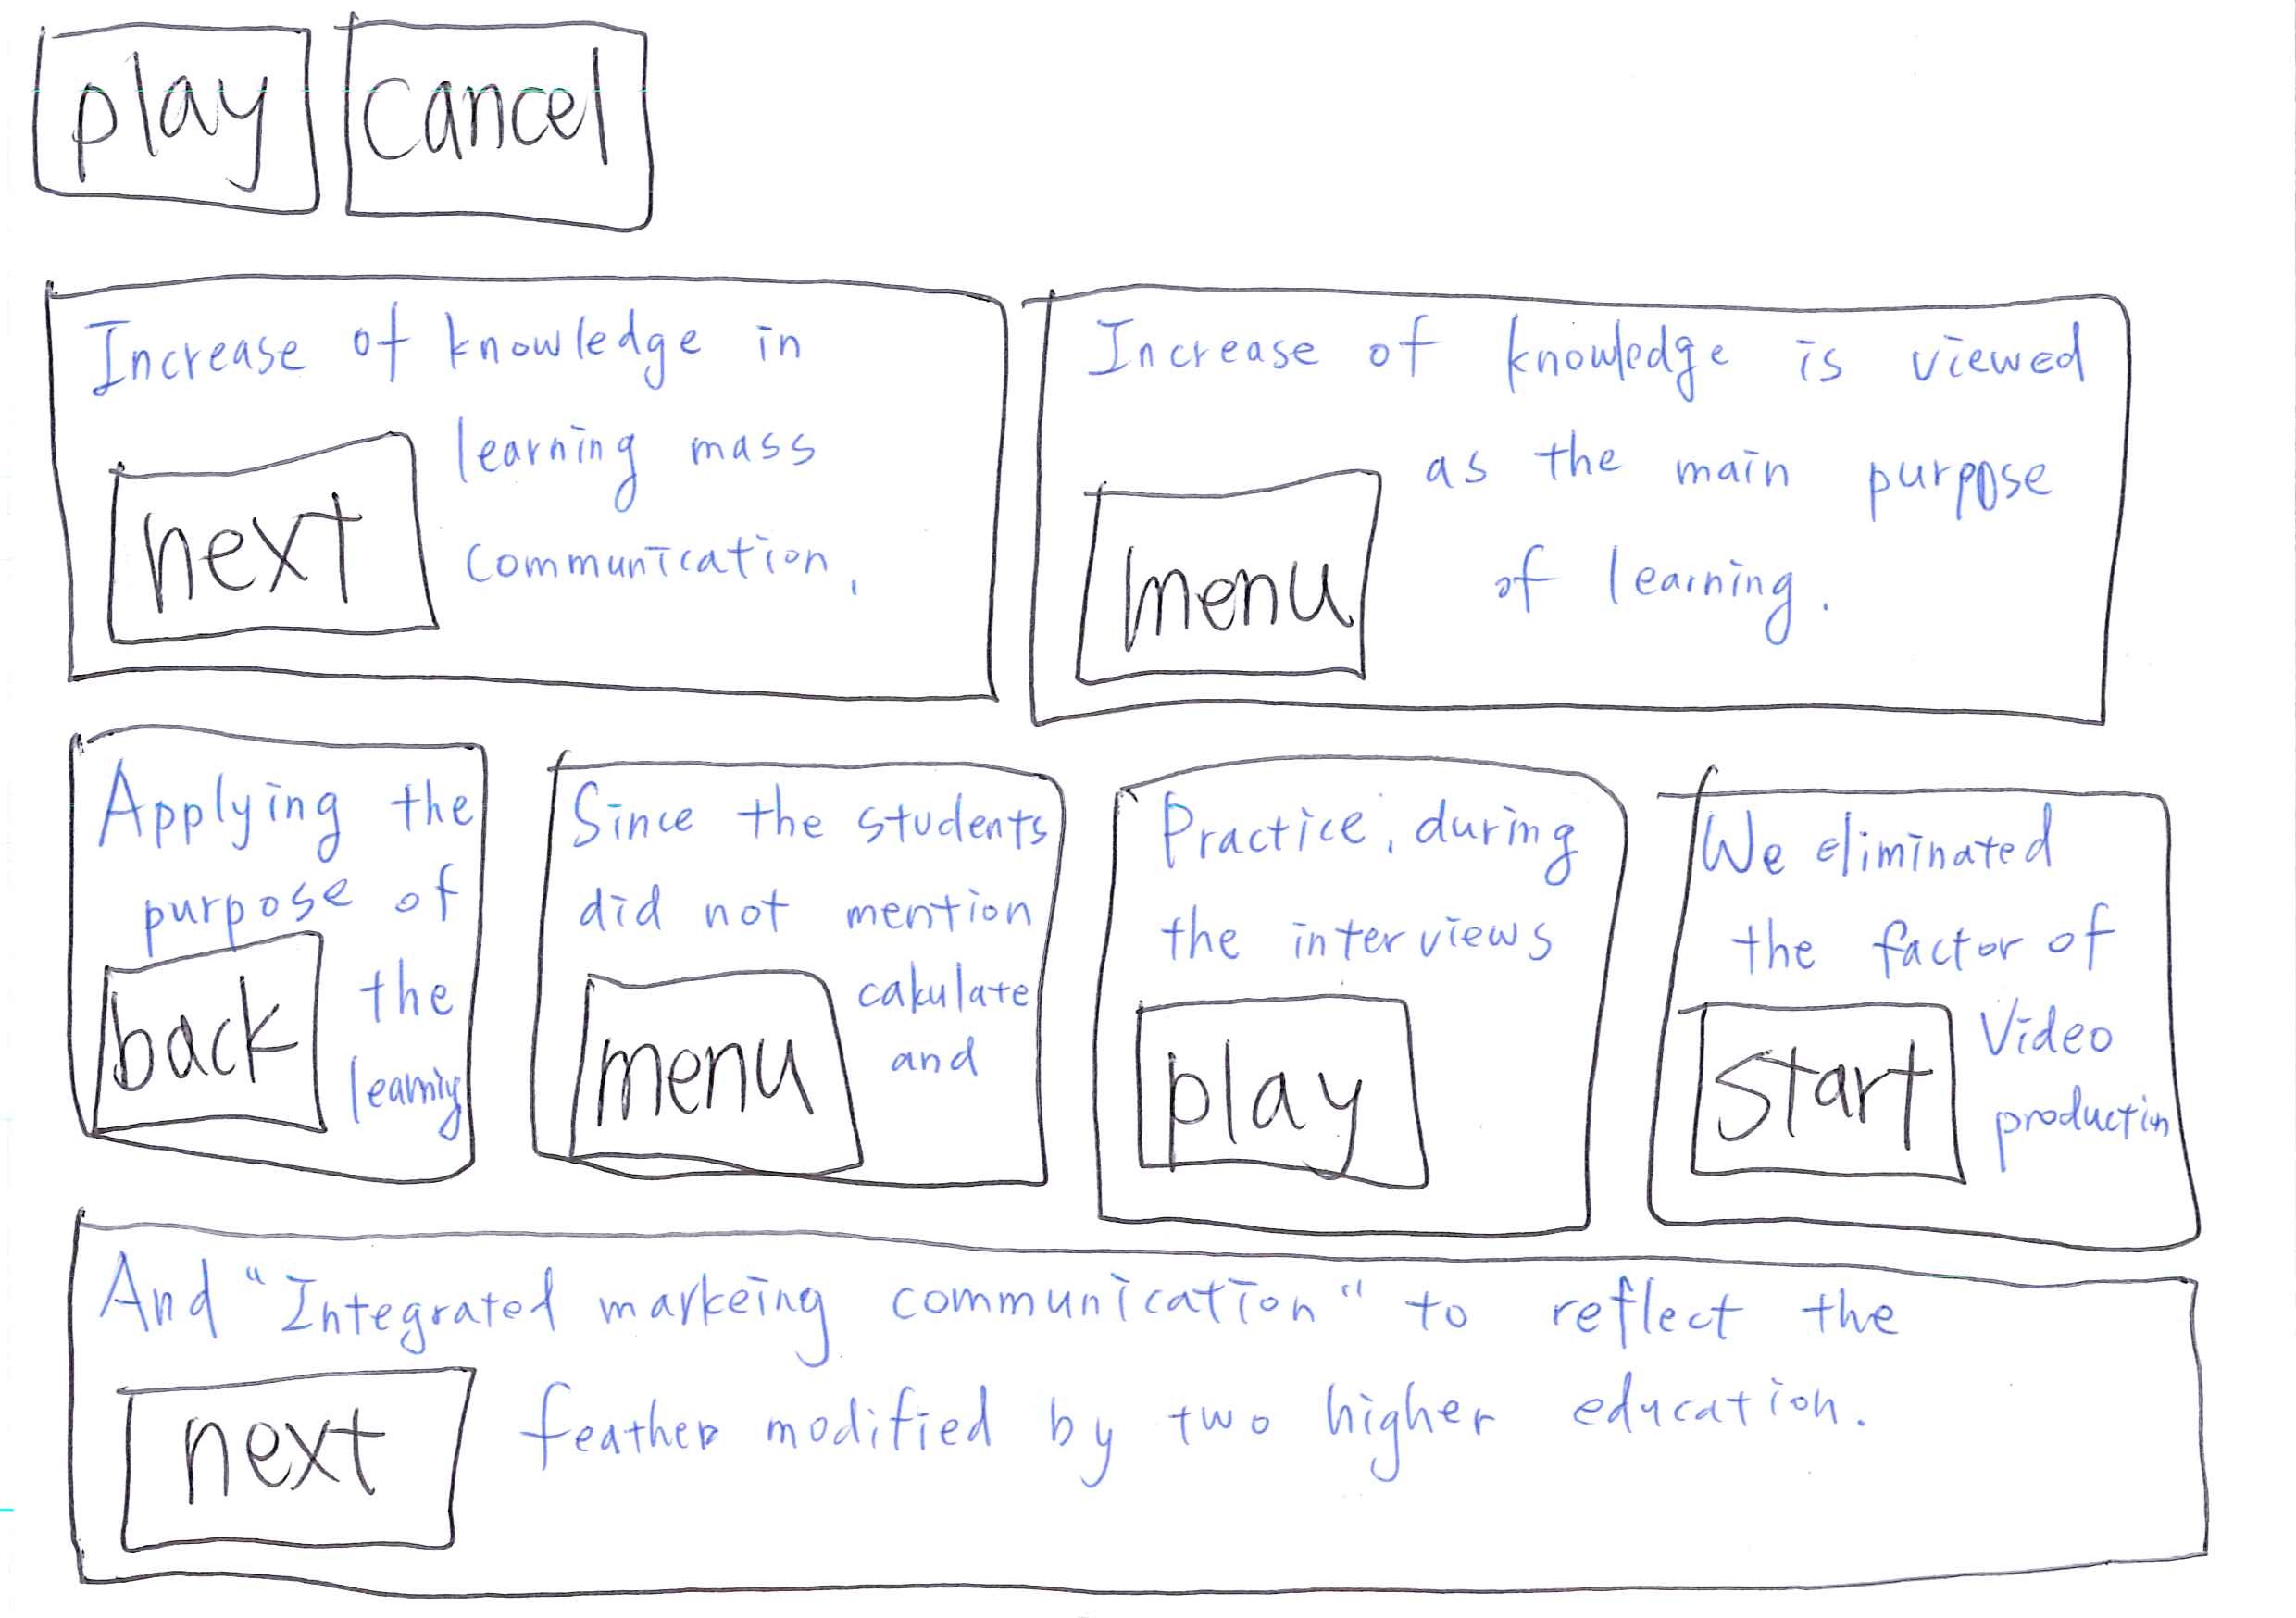 play cancel
Increase of knowledge in
learning mass
communication,
next
Increase of knowledge is viewed
as the main purpose
of learning.
menu
Applying the
purpose of
the
learning
back
Since the students
did not mention
calculate
and
menu
Practice, during
the interviews
play
We eliminated
the factor of
Video
production
start
And "Integrated markeing communication" to reflect the
feather modified by two higher education.
next